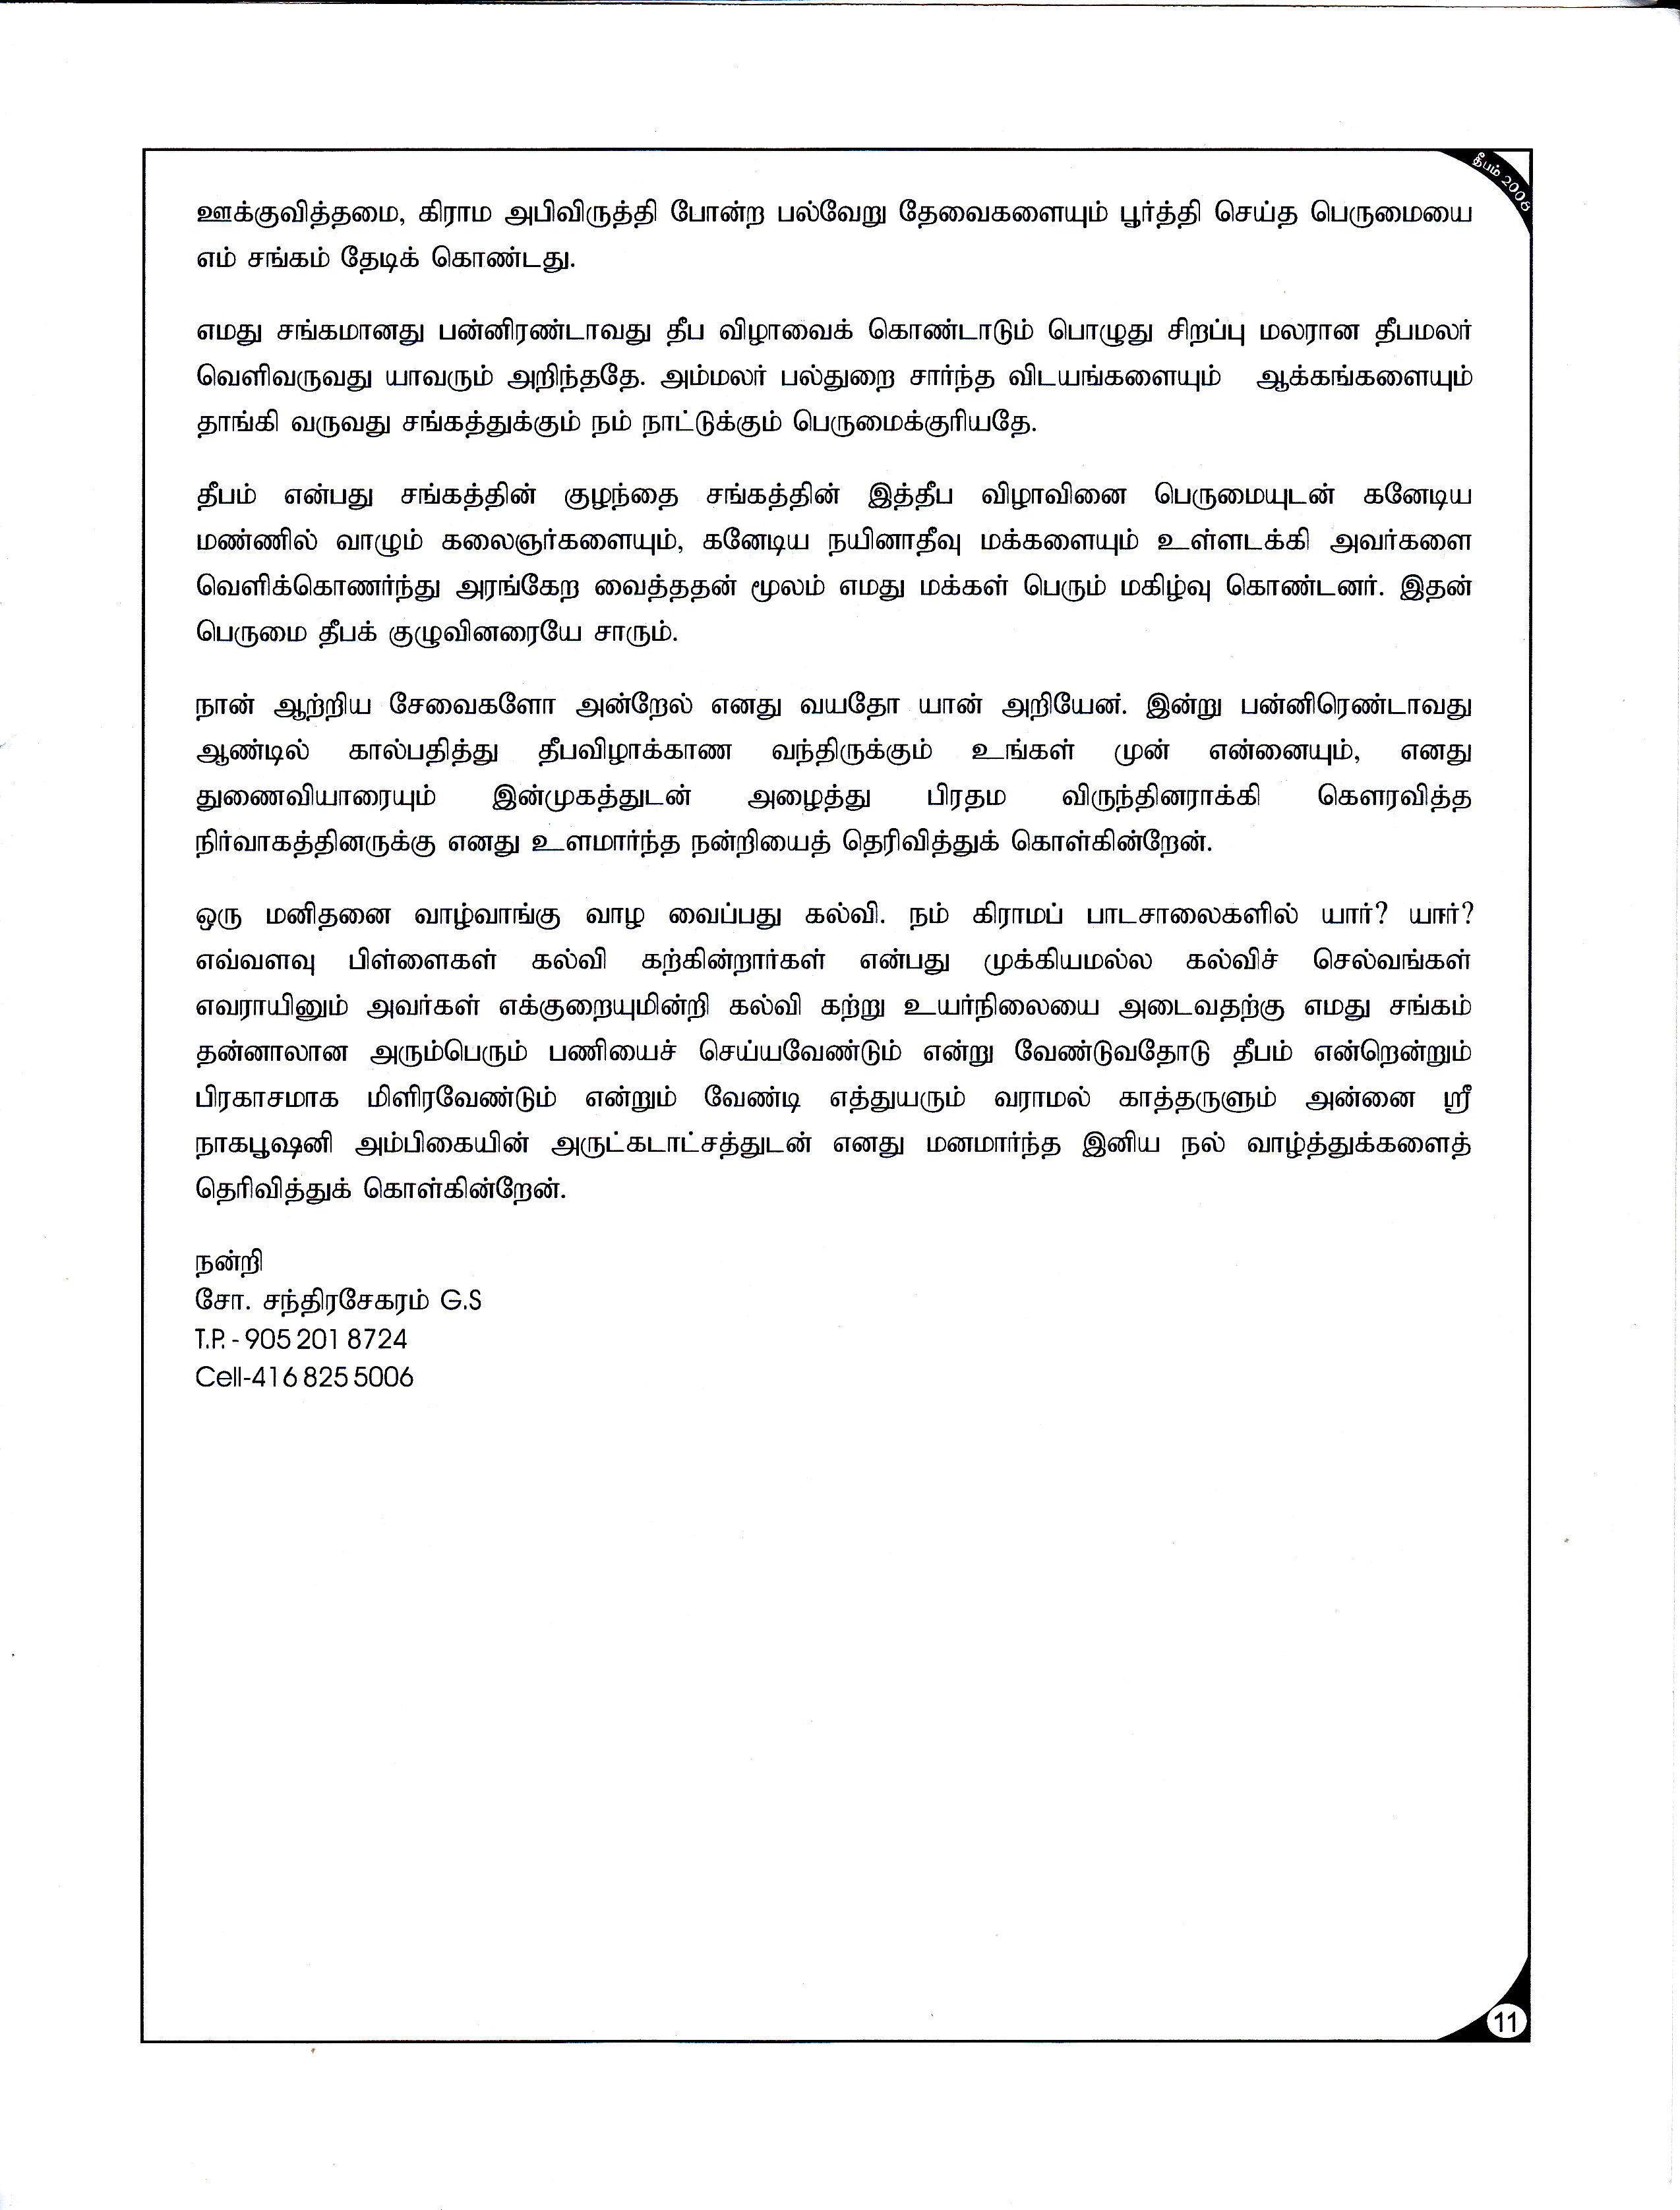 தீபம் 2008
ஊக்குவித்தமை, கிராம அபிவிருத்தி போன்ற பல்வேறு தேவைகளையும் பூர்த்தி செய்த பெருமையை
எம் சங்கம் தேடிக் கொண்டது.
எமது சங்கமானது பன்னிரண்டாவது தீப விழாவைக் கொண்டாடும் பொழுது சிறப்பு மலரான தீபமலர்
வெளிவருவது யாவரும் அறிந்ததே. அம்மலர் பல்துறை சார்ந்த விடயங்களையும் ஆக்கங்களையும்
தாங்கி வருவது சங்கத்துக்கும் நம் நாட்டுக்கும் பெருமைக்குரியதே.
தீபம் என்பது சங்கத்தின் குழந்தை சங்கத்தின் இத்தீப விழாவினை பெருமையுடன் கனேடிய
மண்ணில் வாழும் கலைஞர்களையும், கனேடிய நயினாதீவு மக்களையும் உள்ளடக்கி அவர்களை
வெளிக்கொணர்ந்து அரங்கேற வைத்ததன் மூலம் எமது மக்கள் பெரும் மகிழ்வு கொண்டனர். இதன்
பெருமை தீபக் குழுவினரையே சாரும்.
நான் ஆற்றிய சேவைகளோ அன்றேல் எனது வயதோ யான் அறியேன். இன்று பன்னிரெண்டாவது
ஆண்டில் கால்பதித்து தீபவிழாக்காண வந்திருக்கும் உங்கள் முன் என்னையும், எனது
துணைவியாரையும் இன்முகத்துடன் அழைத்து பிரதம விருந்தினராக்கி கௌரவித்த
நிர்வாகத்தினருக்கு எனது உளமார்ந்த நன்றியைத் தெரிவித்துக் கொள்கின்றேன்.
ஒரு மனிதனை வாழ்வாங்கு வாழ வைப்பது கல்வி. நம் கிராமப் பாடசாலைகளில் யார்? யார்?
எவ்வளவு பிள்ளைகள் கல்வி கற்கின்றார்கள் என்பது முக்கியமல்ல கல்விச் செல்வங்கள்
எவராயினும் அவர்கள் எக்குறையுமின்றி கல்வி கற்று உயர்நிலையை அடைவதற்கு எமது சங்கம்
தன்னாலான அரும்பெரும் பணியைச் செய்யவேண்டும் என்று வேண்டுவதோடு தீபம் என்றென்றும்
பிரகாசமாக மிளிரவேண்டும் என்றும் வேண்டி எத்துயரும் வராமல் காத்தருளும் அன்னை ஸ்ரீ
நாகபூஷனி அம்பிகையின் அருட்கடாட்சத்துடன் எனது மனமார்ந்த இனிய நல் வாழ்த்துக்களைத்
தெரிவித்துக் கொள்கின்றேன்.
நன்றி
சோ. சந்திரசேகரம் G.S
T.P. - 905 201 8724
Cell-416 825 5006
11